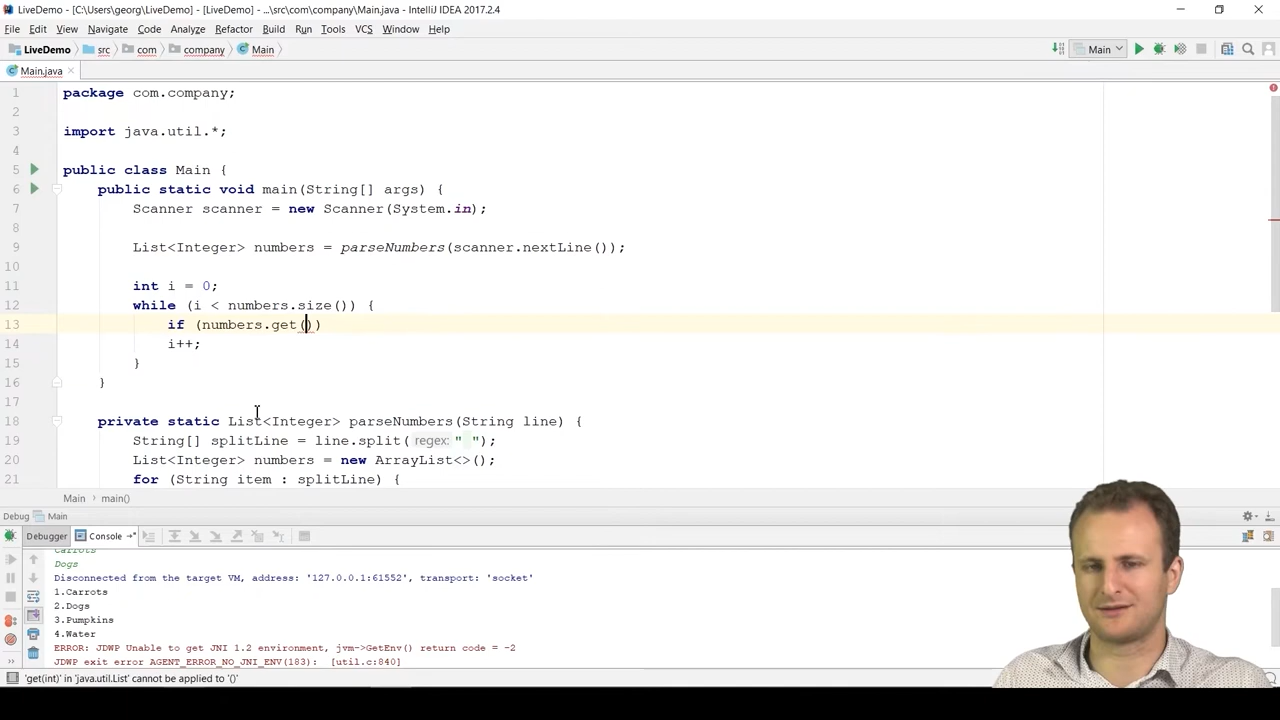 LiveDemo - [C:\Users\georg\LiveDemo] - [LiveDemo] - ...\src\com\company\Main.java] - IntelliJ IDEA 2017.2.4
File Edit View Navigate Code Analyze Refactor Build Run Tools VCS Window Help
LiveDemo src com company Main Main
Main.java
1 package com.company;
2
3 import java.util.*;
4
5 public class Main {
6 public static void main(String[] args) {
7 Scanner scanner = new Scanner(System.in);
8
9 List<Integer> numbers = parseNumbers(scanner.nextLine());
10
11 int i = 0;
12 while (i < numbers.size()) {
13 if (numbers.get())
14 i++;
15 }
16 }
17
18 private static List<Integer> parseNumbers(String line) {
19 String[] splitLine = line.split( regex: " ");
20 List<Integer> numbers = new ArrayList<>();
21 for (String item : splitLine) {
Main main()
Debug Main
Debugger Console
Carrots
Dogs
Disconnected from the target VM, address: '127.0.0.1:61552', transport: 'socket'
1.Carrots
2.Dogs
3.Pumpkins
4.Water
ERROR: JDWP Unable to get JNI 1.2 environment, jvm->GetEnv() return code = -2
JDWP exit error AGENT_ERROR_NO_JNI_ENV(183): [util.c:840]
'get(int)' in 'java.util.List' cannot be applied to '()'